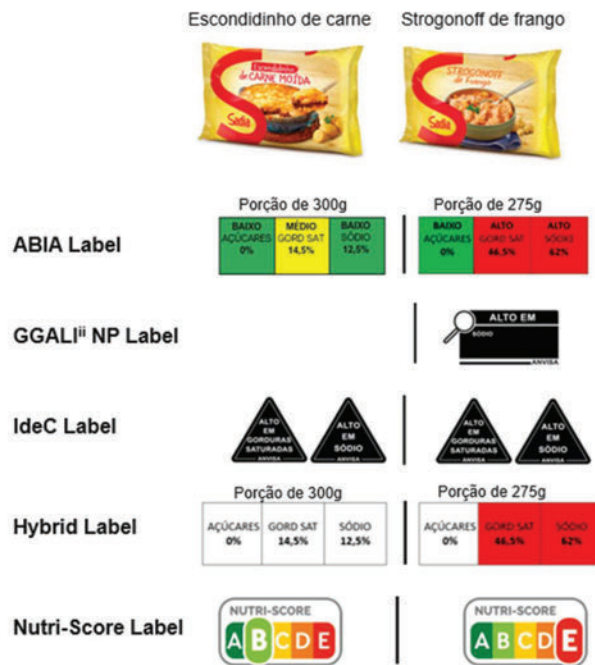 Escondidinho de carne
Strogonoff de frango
Escondidinho
de CARNE MOÍDA
S
Sadia
STROGONOFF
de frango
S
Sadia
ABIA Label
Porção de 300g
BAIXO MÉDIO BAIXO
AÇÚCARES GORD SAT SÓDIO
0% 14,5% 12,5%
Porção de 275g
BAIXO ALTO ALTO
AÇÚCARES GORD SAT SÓDIO
0% 46,5% 62%
GGALIii NP Label
ALTO EM
SÓDIO
ANVISA
IdeC Label
ALTO
EM
GORDURAS
SATURADAS
ANVISA
ALTO
EM
SÓDIO
ANVISA
ALTO
EM
GORDURAS
SATURADAS
ANVISA
ALTO
EM
SÓDIO
ANVISA
Hybrid Label
Porção de 300g
AÇÚCARES GORD SAT SÓDIO
0% 14,5% 12,5%
Porção de 275g
AÇÚCARES GORD SAT SÓDIO
0% 46,5% 62%
Nutri-Score Label
NUTRI-SCORE
A B C D E
NUTRI-SCORE
A B C D E